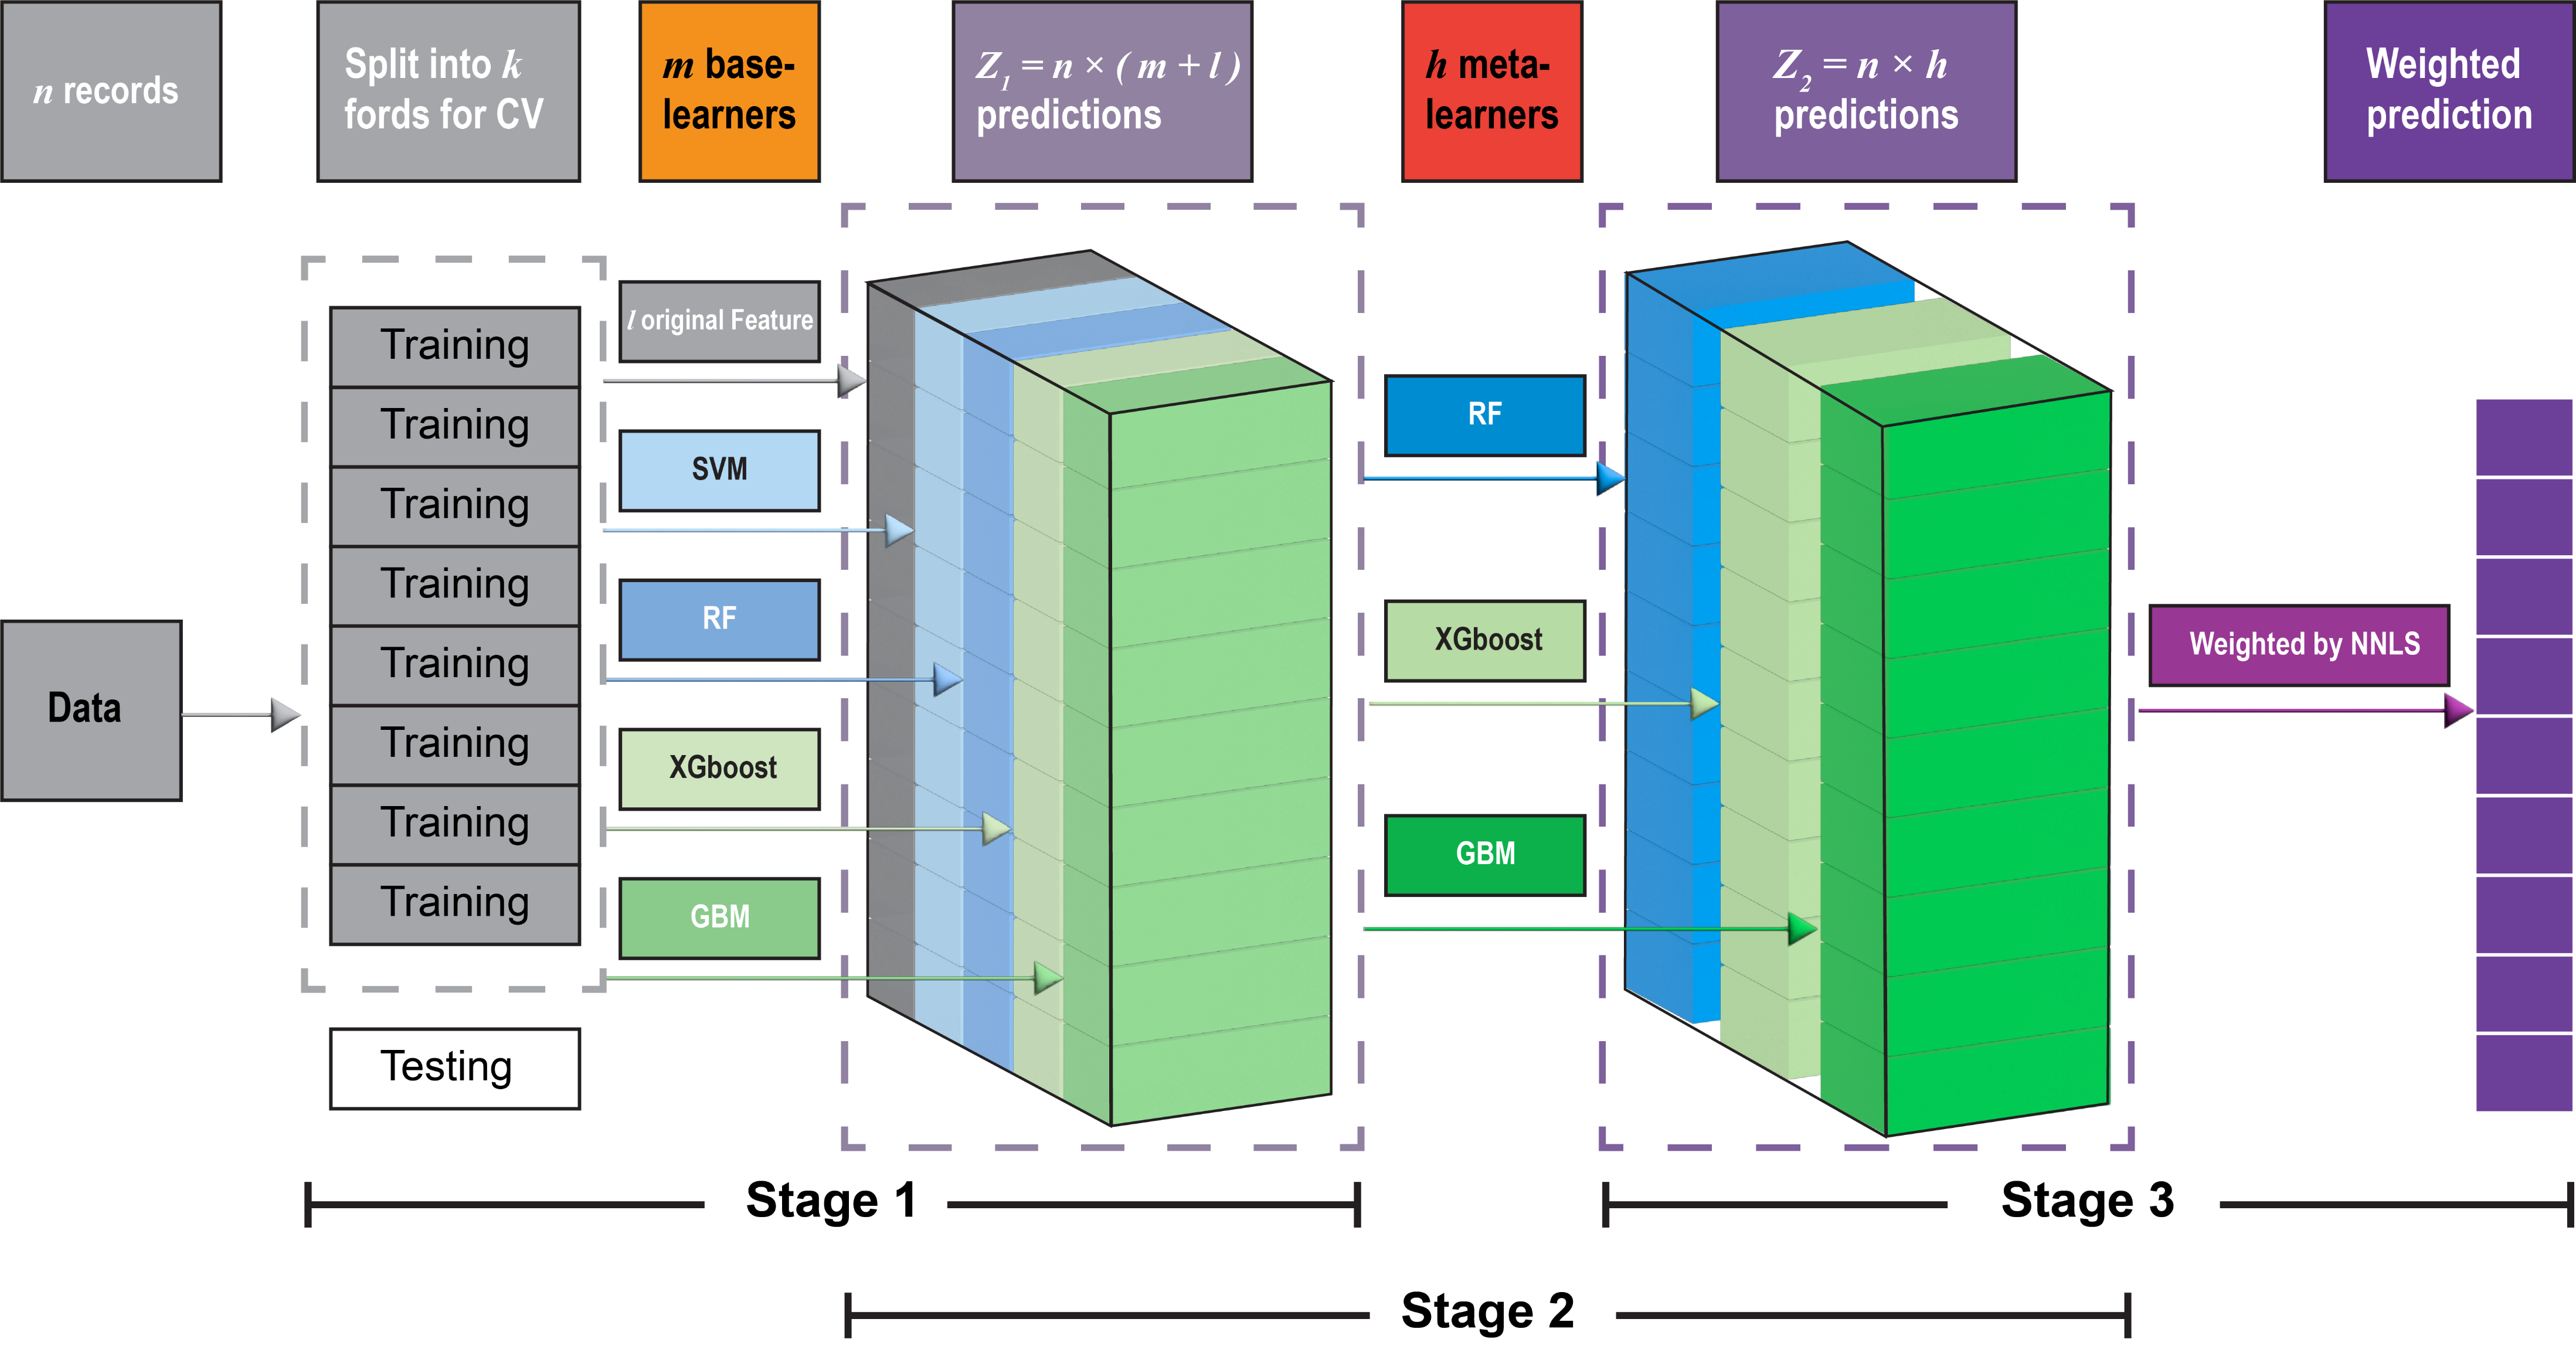 n records
Split into k
fords for CV
m base-
learners
Z1 = n × ( m + l )
predictions
h meta-
learners
Z2 = n × h
predictions
Weighted
prediction
Data
Training
Training
Training
Training
Training
Training
Training
Training
Testing
l original Feature
SVM
RF
XGboost
GBM
RF
XGboost
GBM
Weighted by NNLS
Stage 1
Stage 3
Stage 2